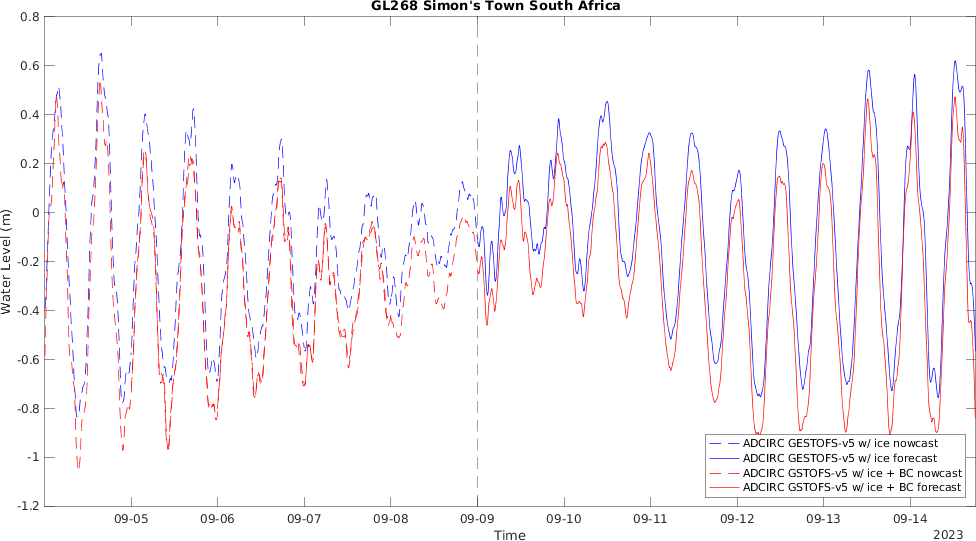 GL268 Simon's Town South Africa
Water Level (m)
0.8
0.6
0.4
0.2
0
-0.2
-0.4
-0.6
-0.8
-1
-1.2
09-05 09-06 09-07 09-08 09-09 09-10 09-11 09-12 09-13 09-14
Time
2023
ADCIRC GESTOFS-v5 w/ ice nowcast
ADCIRC GESTOFS-v5 w/ ice forecast
ADCIRC GSTOFS-v5 w/ ice + BC nowcast
ADCIRC GSTOFS-v5 w/ ice + BC forecast